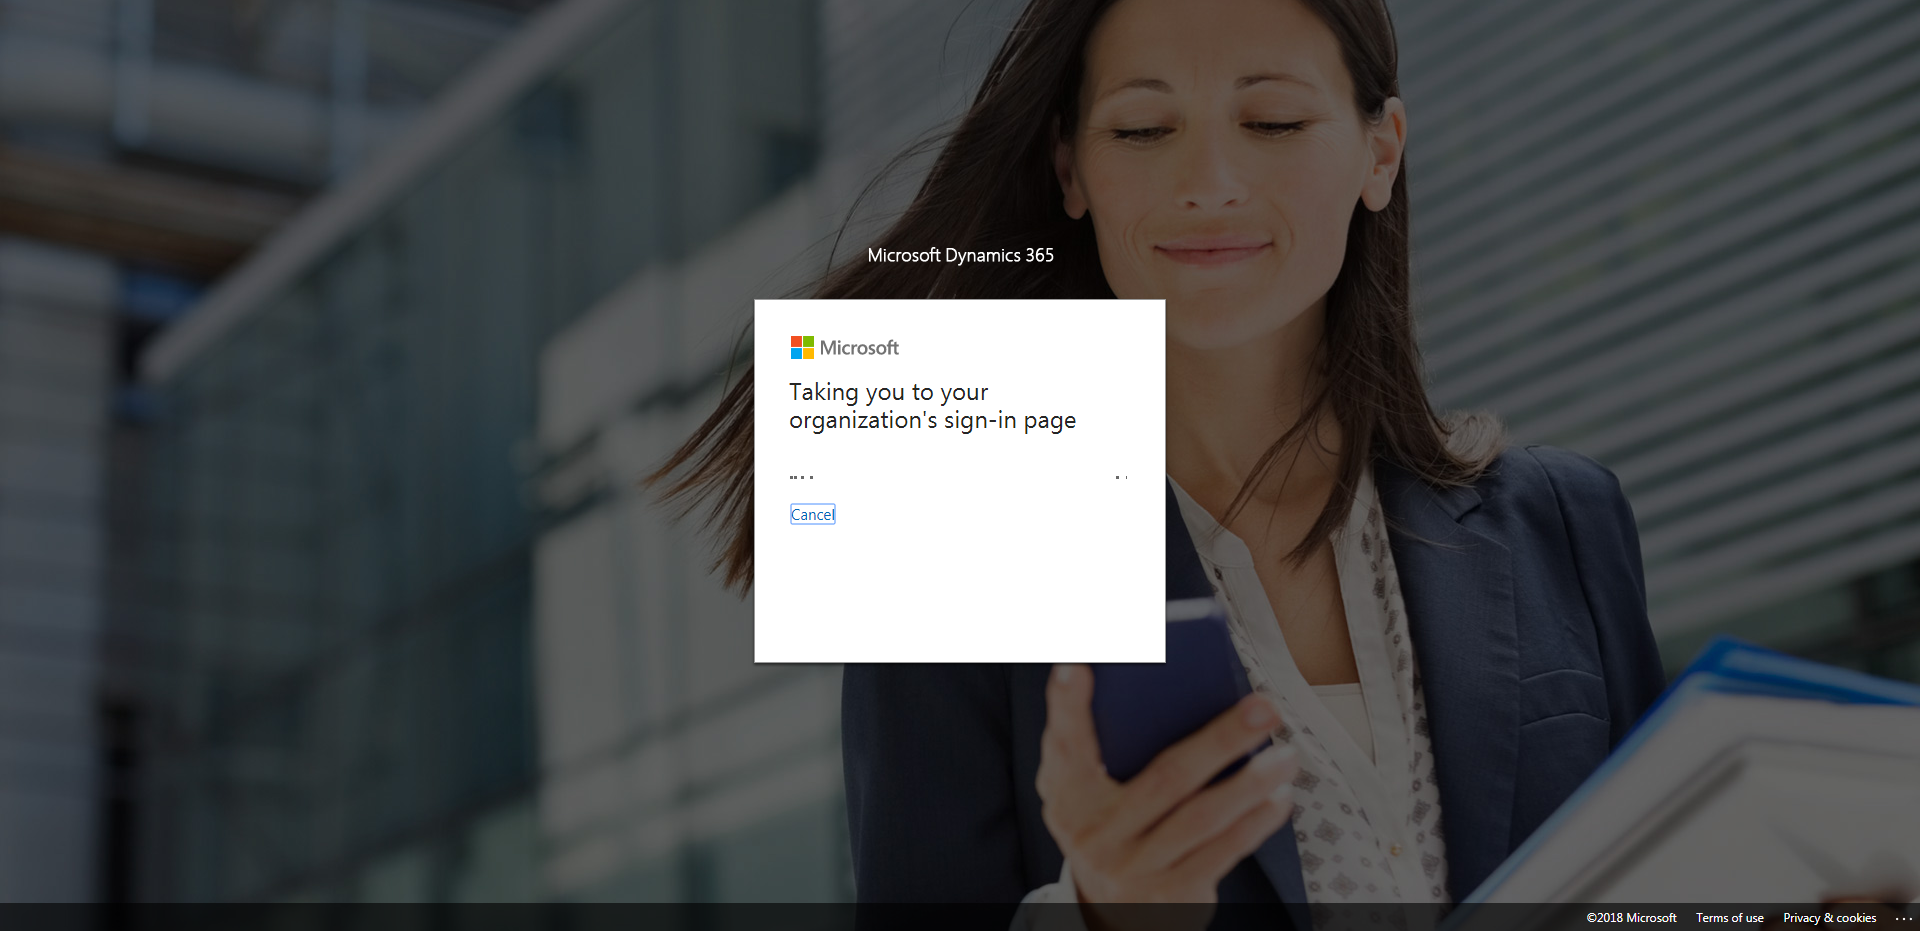 Microsoft Dynamics 365
Microsoft
Taking you to your
organization's sign-in page
Cancel
©2018 Microsoft Terms of use Privacy & cookies ...